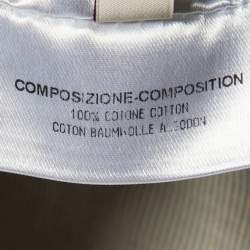 COMPOSIZIONE-COMPOSITION
100% COTONE COTTON
COTON BAUMWOLLE ALGODON